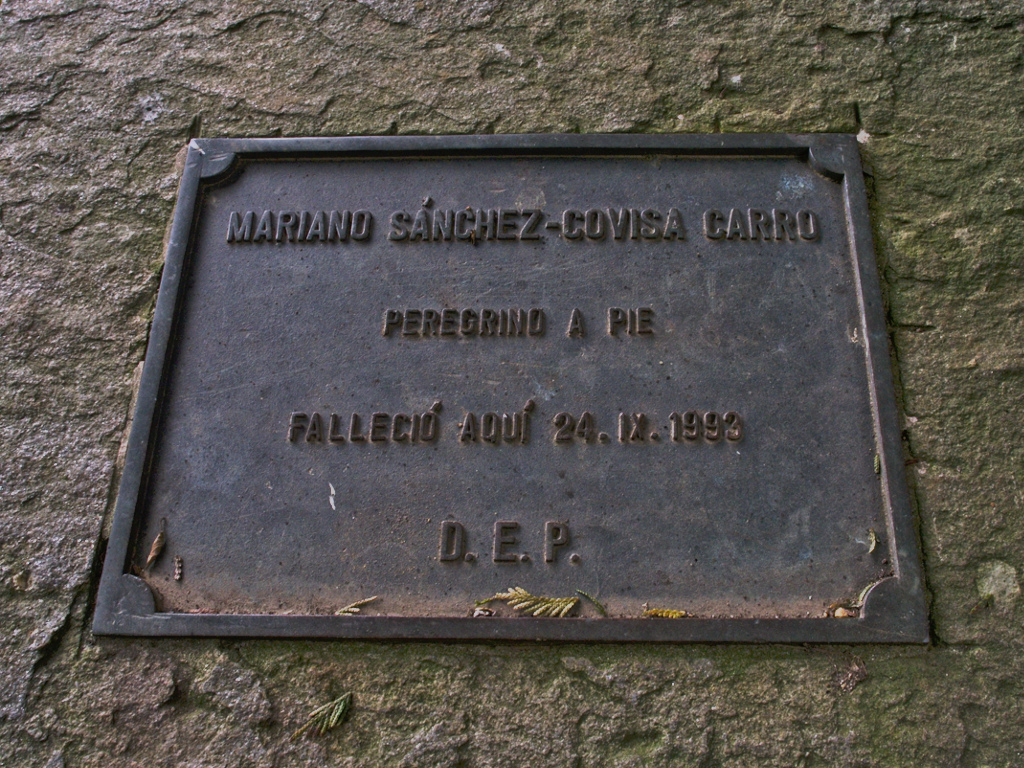 MARIANO SÁNCHEZ-COVISA CARRO
PEREGRINO A PIE
FALLECIÓ AQUÍ 24.IX.1993
D.E.P.